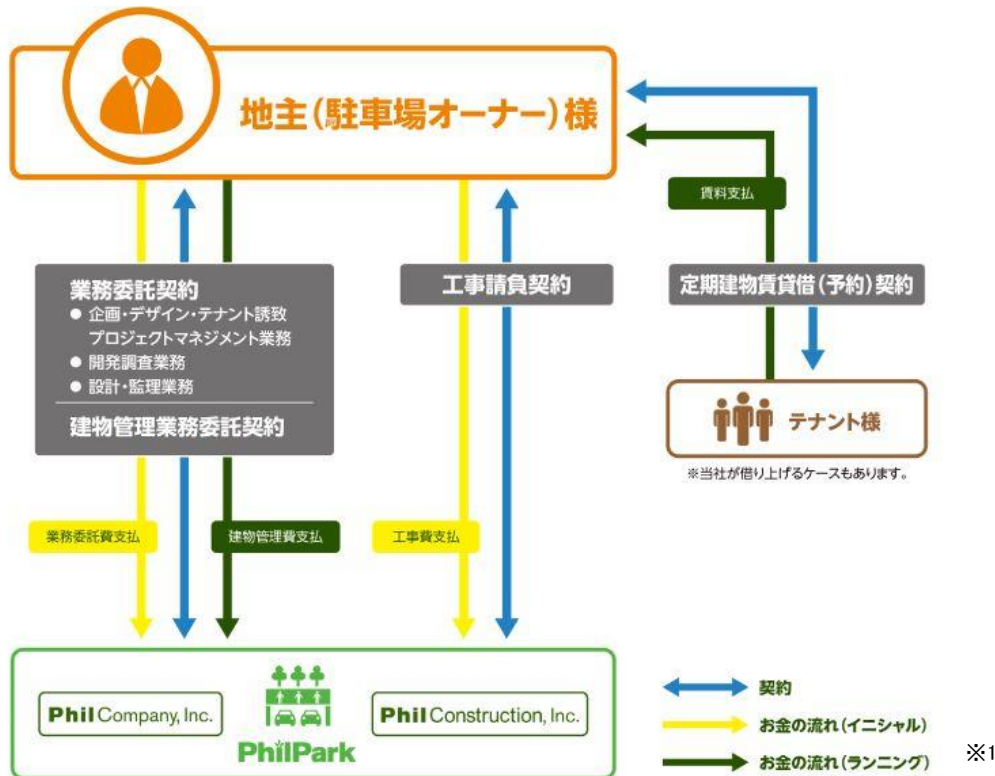 地主(駐車場オーナー)様
賃料支払
業務委託契約
● 企画・デザイン・テナント誘致
プロジェクトマネジメント業務
● 開発調査業務
● 設計・監理業務
建物管理業務委託契約
工事請負契約
定期建物賃貸借(予約)契約
テナント様
※当社が借り上げるケースもあります。
業務委託費支払
建物管理費支払
工事費支払
Phil Company, Inc.
PhilPark
Phil Construction, Inc.
契約
お金の流れ(イニシャル)
お金の流れ(ランニング)
※1